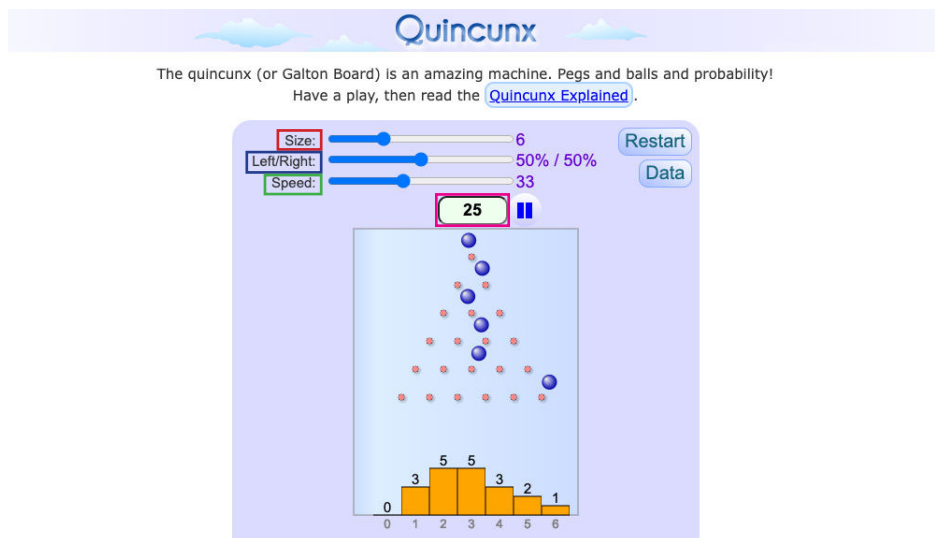 Quincunx
The quincunx (or Galton Board) is an amazing machine. Pegs and balls and probability!
Have a play, then read the Quincunx Explained.
Size: 6 Restart
Left/Right: 50% / 50%
Data
Speed: 33
25
5 5
3 3
2
1
0
0 1 2 3 4 5 6